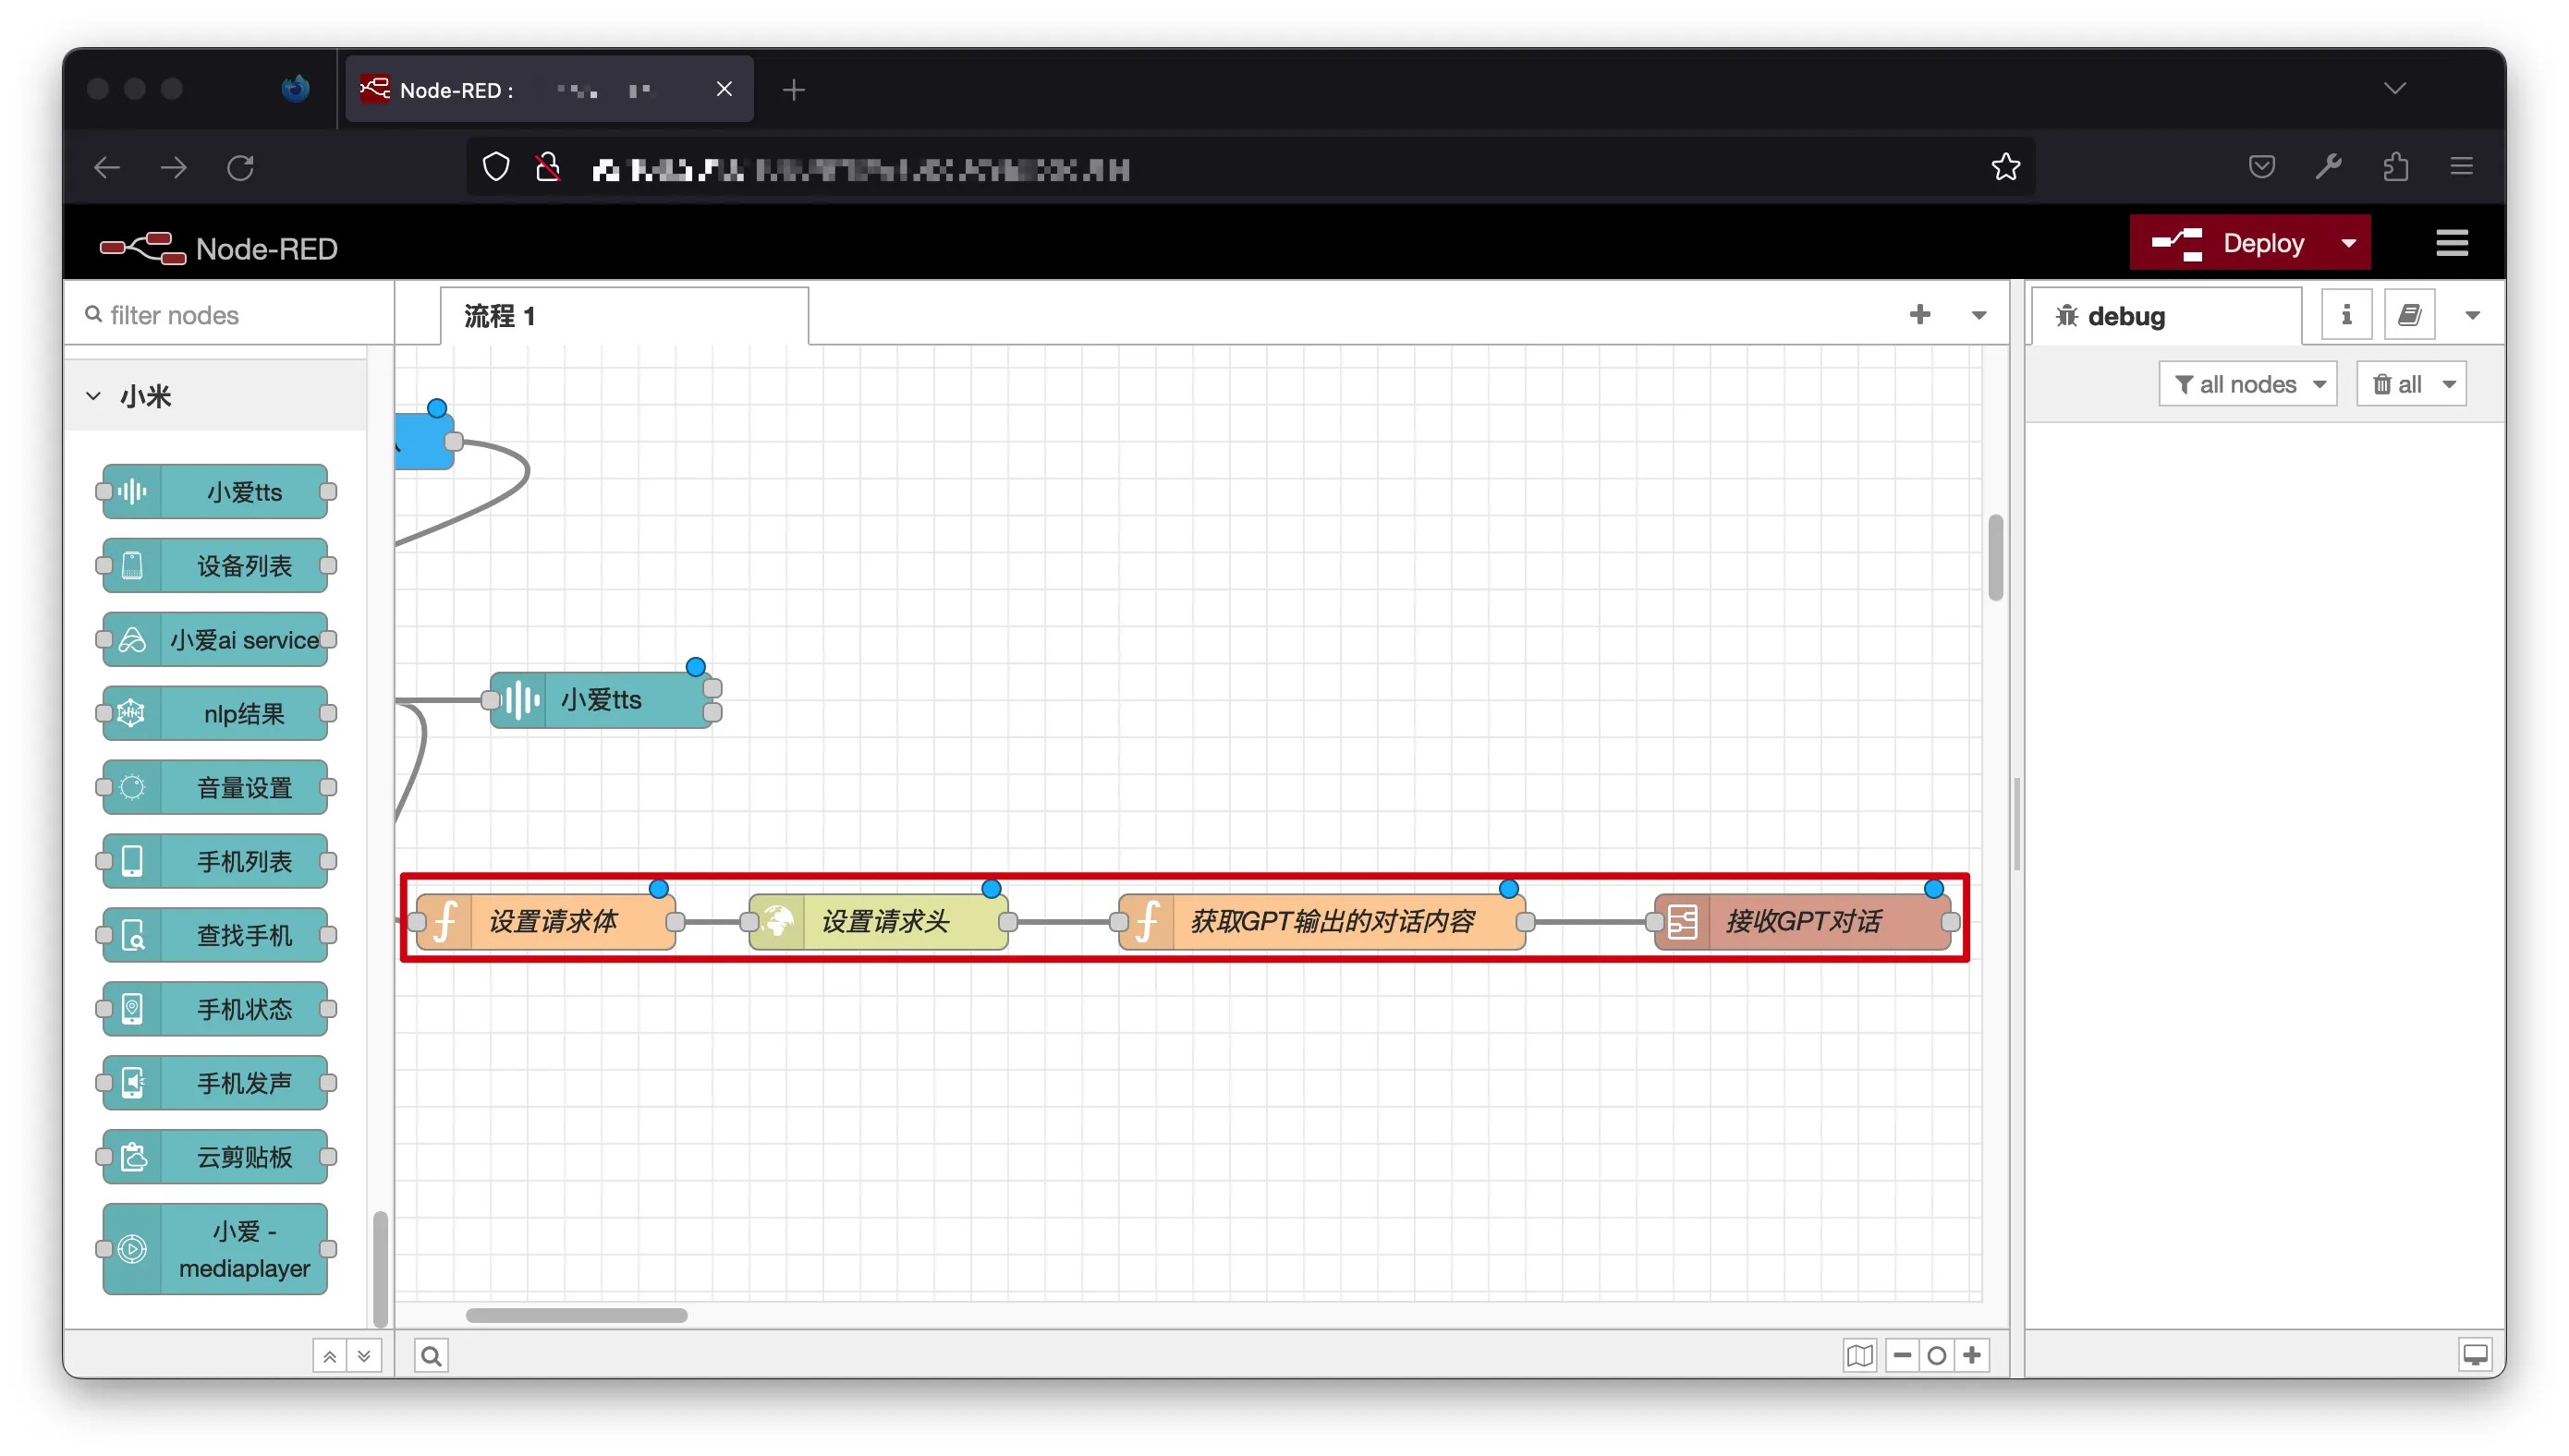 Node-RED :
Node-RED
Deploy
filter nodes
流程 1
debug
all nodes
all
小米
小爱tts
设备列表
小爱ai service
nlp结果
音量设置
手机列表
查找手机
手机状态
手机发声
云剪贴板
小爱 -
mediaplayer
小爱tts
设置请求体
设置请求头
获取GPT输出的对话内容
接收GPT对话